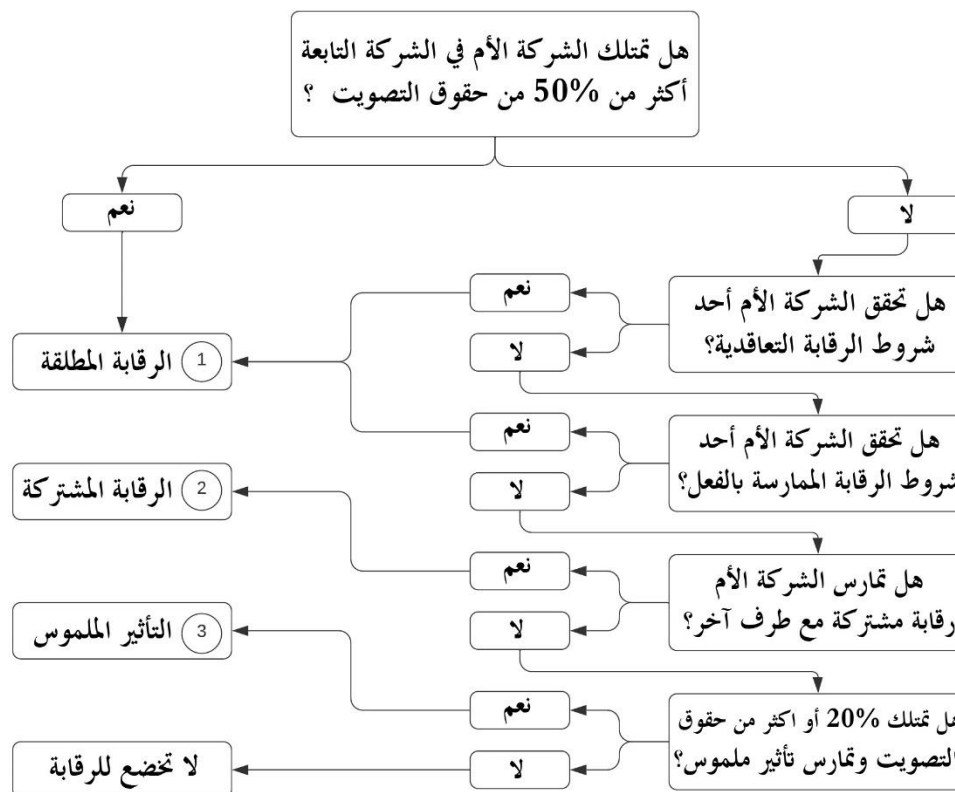 هل تمتلك الشركة الأم في الشركة التابعة
أكثر من 50% من حقوق التصويت ؟
نعم
لا
هل تحقق الشركة الأم أحد
شروط الرقابة التعاقدية؟
نعم
لا
1 الرقابة المطلقة
هل تحقق الشركة الأم أحد
شروط الرقابة الممارسة بالفعل؟
نعم
لا
2 الرقابة المشتركة
هل تمارس الشركة الأم
رقابة مشتركة مع طرف آخر؟
نعم
لا
3 التأثير الملموس
هل تمتلك 20% أو اكثر من حقوق
التصويت وتمارس تأثير ملموس؟
نعم
لا
لا تخضع للرقابة